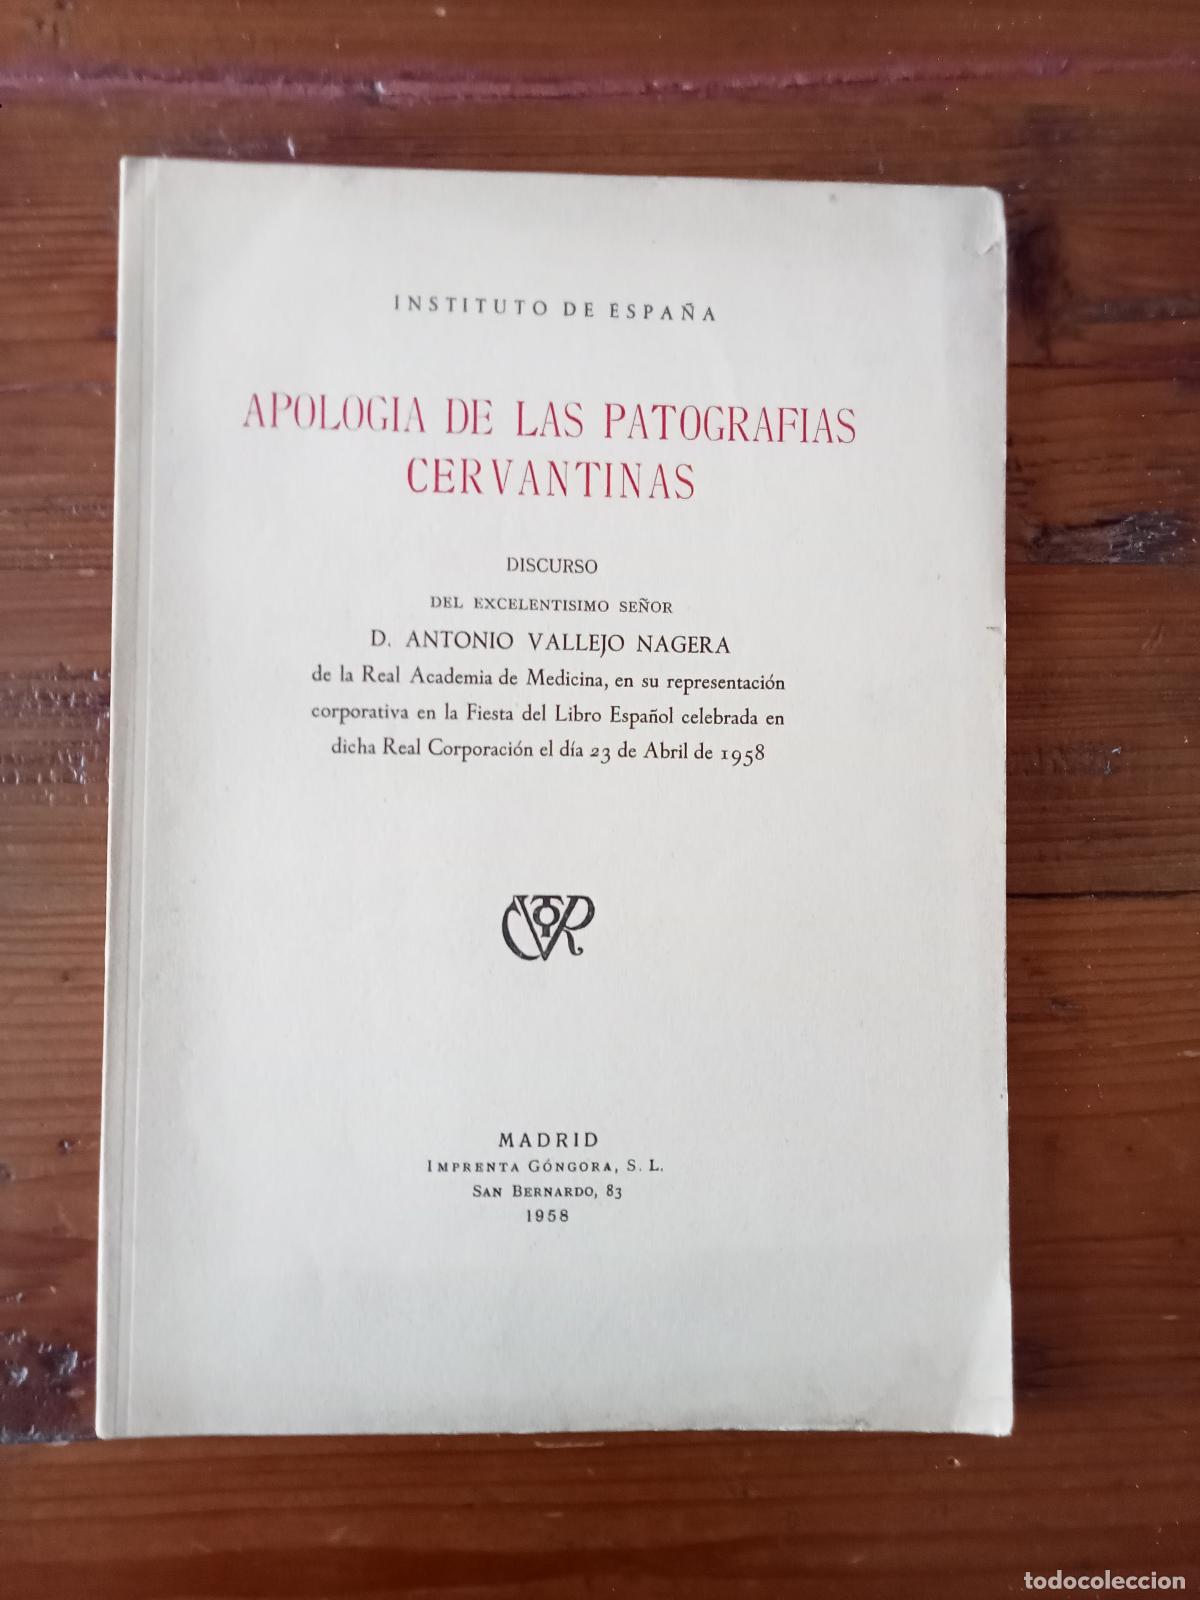 INSTITUTO DE ESPAÑA
APOLOGIA DE LAS PATOGRAFIAS
CERVANTINAS
DISCURSO
DEL EXCELENTISIMO SEÑOR
D. ANTONIO VALLEJO NAGERA
de la Real Academia de Medicina, en su representación
corporativa en la Fiesta del Libro Español celebrada en
dicha Real Corporación el día 23 de Abril de 1958
MADRID
IMPRENTA GÓNGORA, S. L.
SAN BERNARDO, 83
1958
todocoleccion